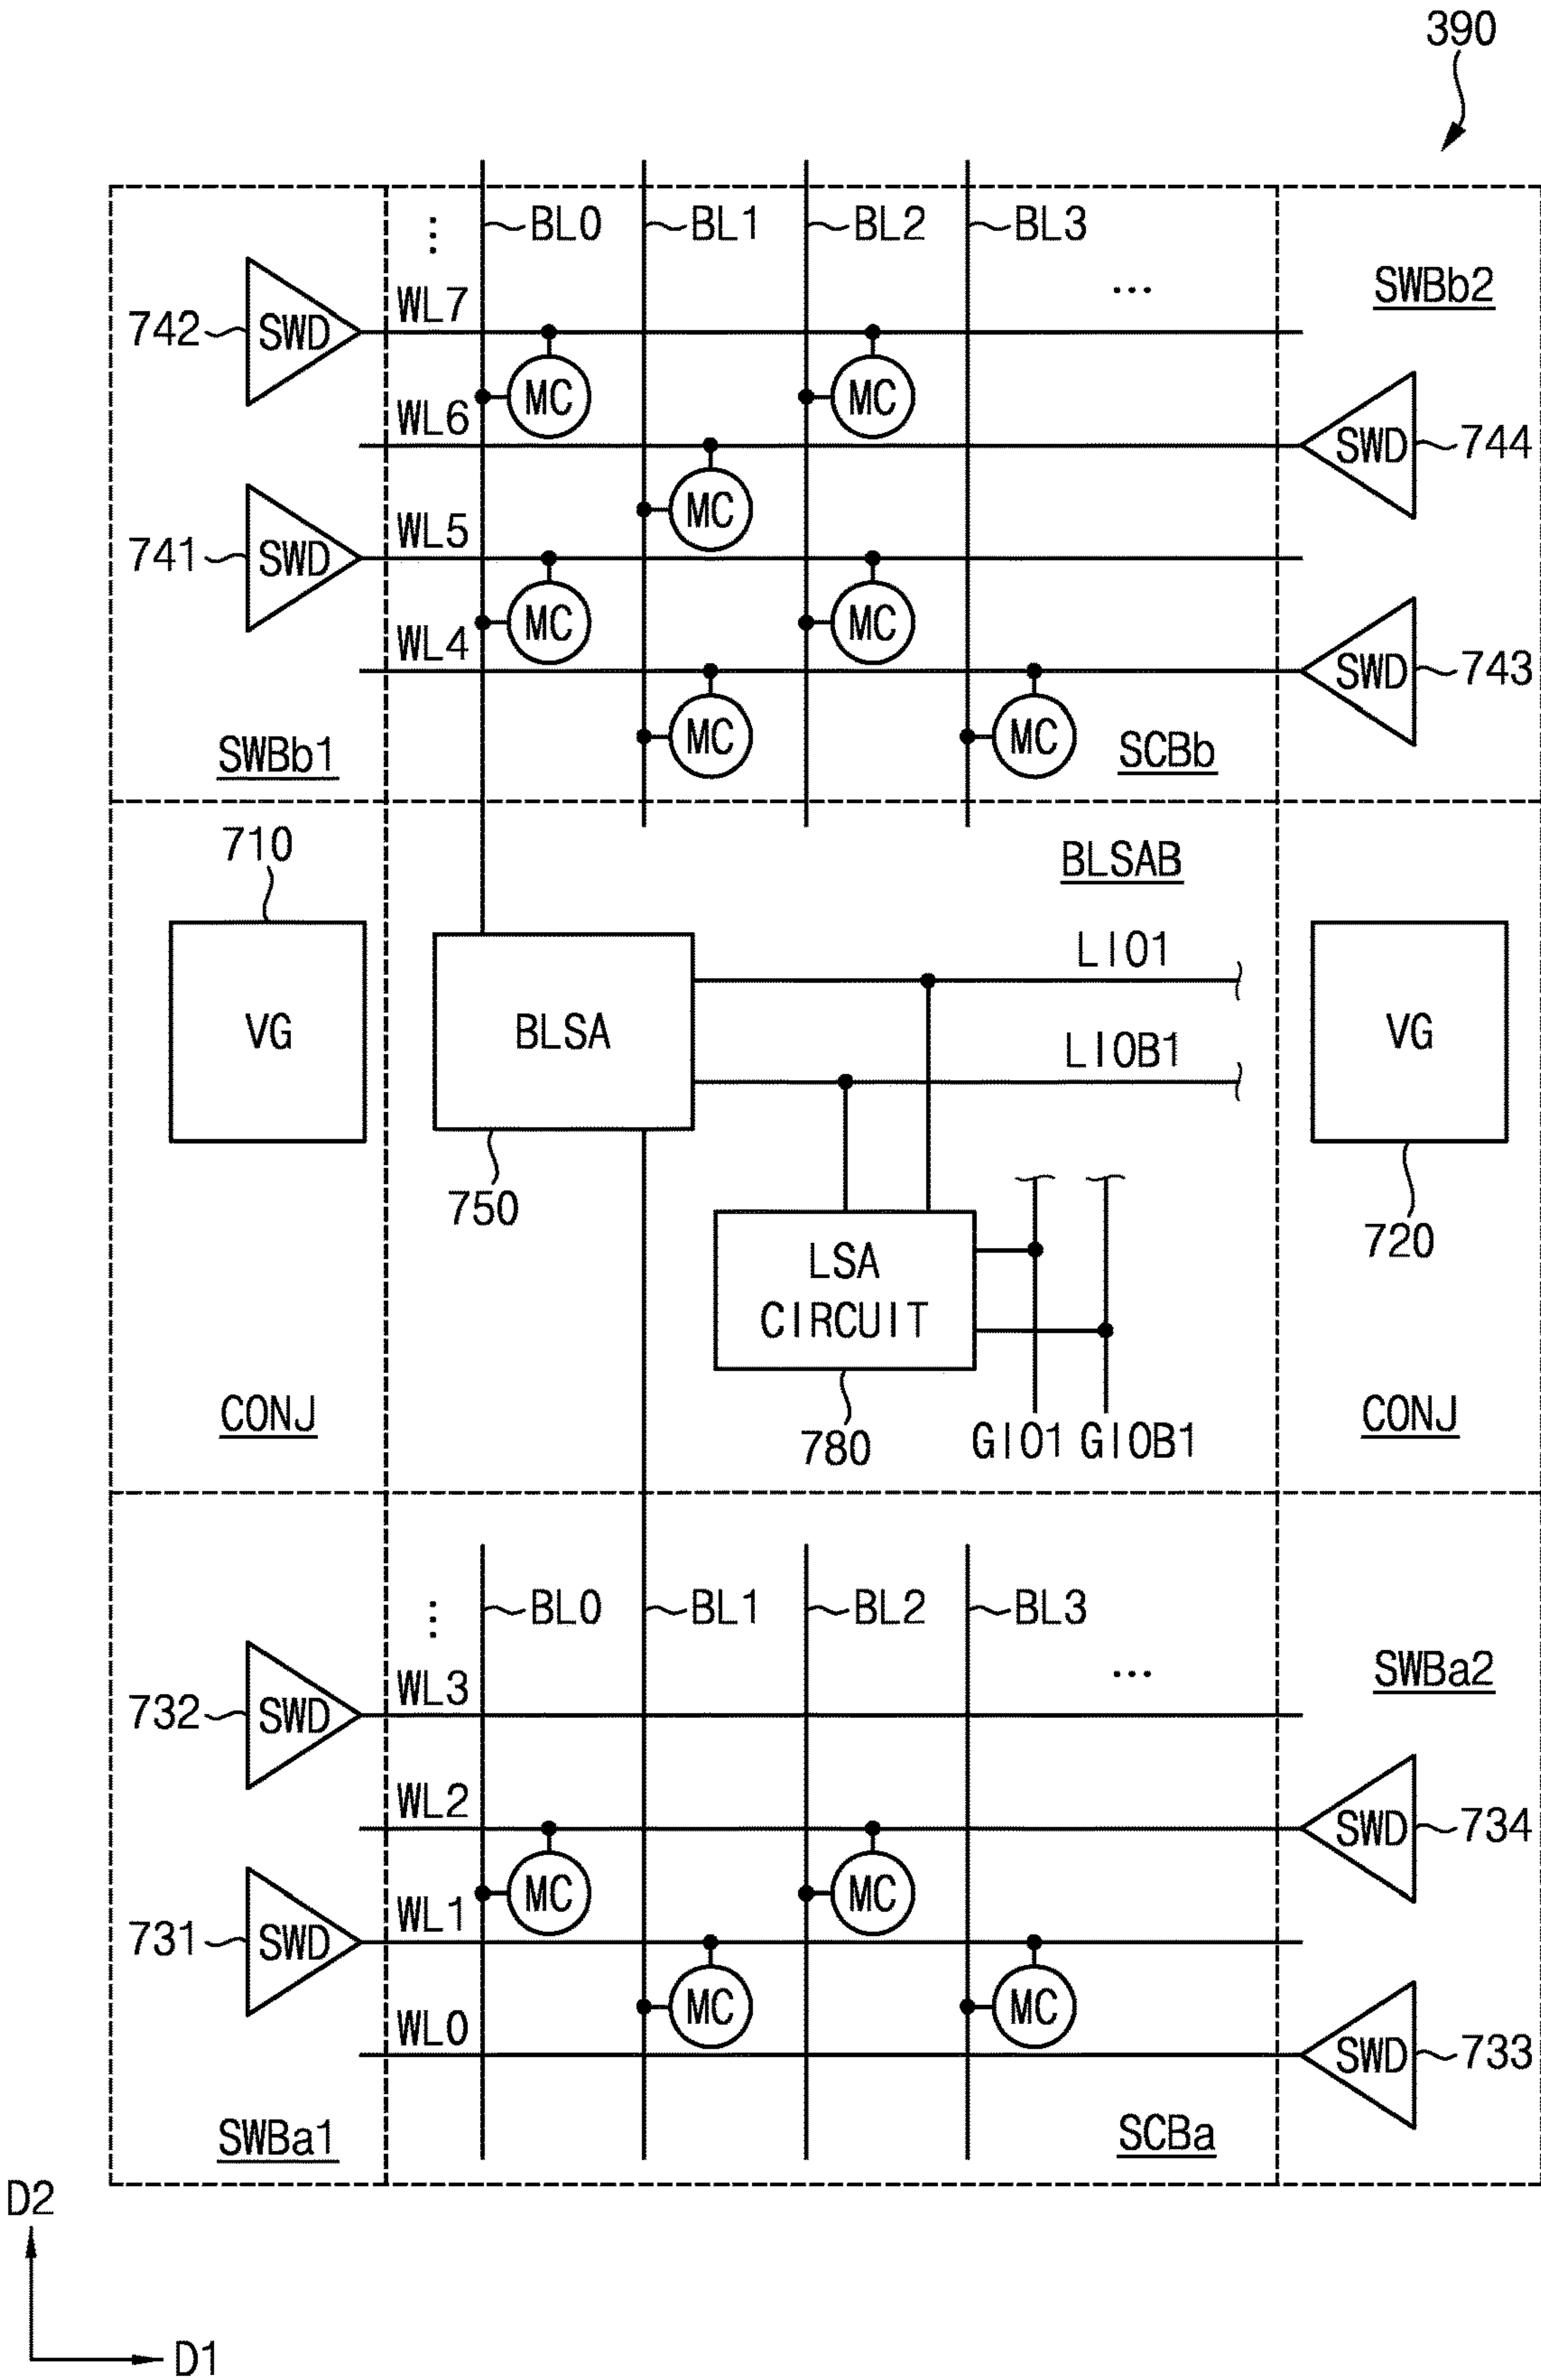 390
BL0 BL1 BL2 BL3
⋮
...
WL7
SWBb2
742 SWD
MC MC
WL6
SWD 744
MC
WL5
741 SWD
MC MC
WL4
SWD 743
MC MC
SWBb1
SCBb
710
BLSAB
VG
BLSA
LIO1
VG
LIOB1
750
720
LSA
CIRCUIT
CONJ
CONJ
780
GIO1 GIOB1
BL0 BL1 BL2 BL3
⋮
...
WL3
SWBa2
732 SWD
WL2
SWD 734
MC MC
WL1
731 SWD
MC MC
WL0
SWD 733
SWBa1
SCBa
D2
D1